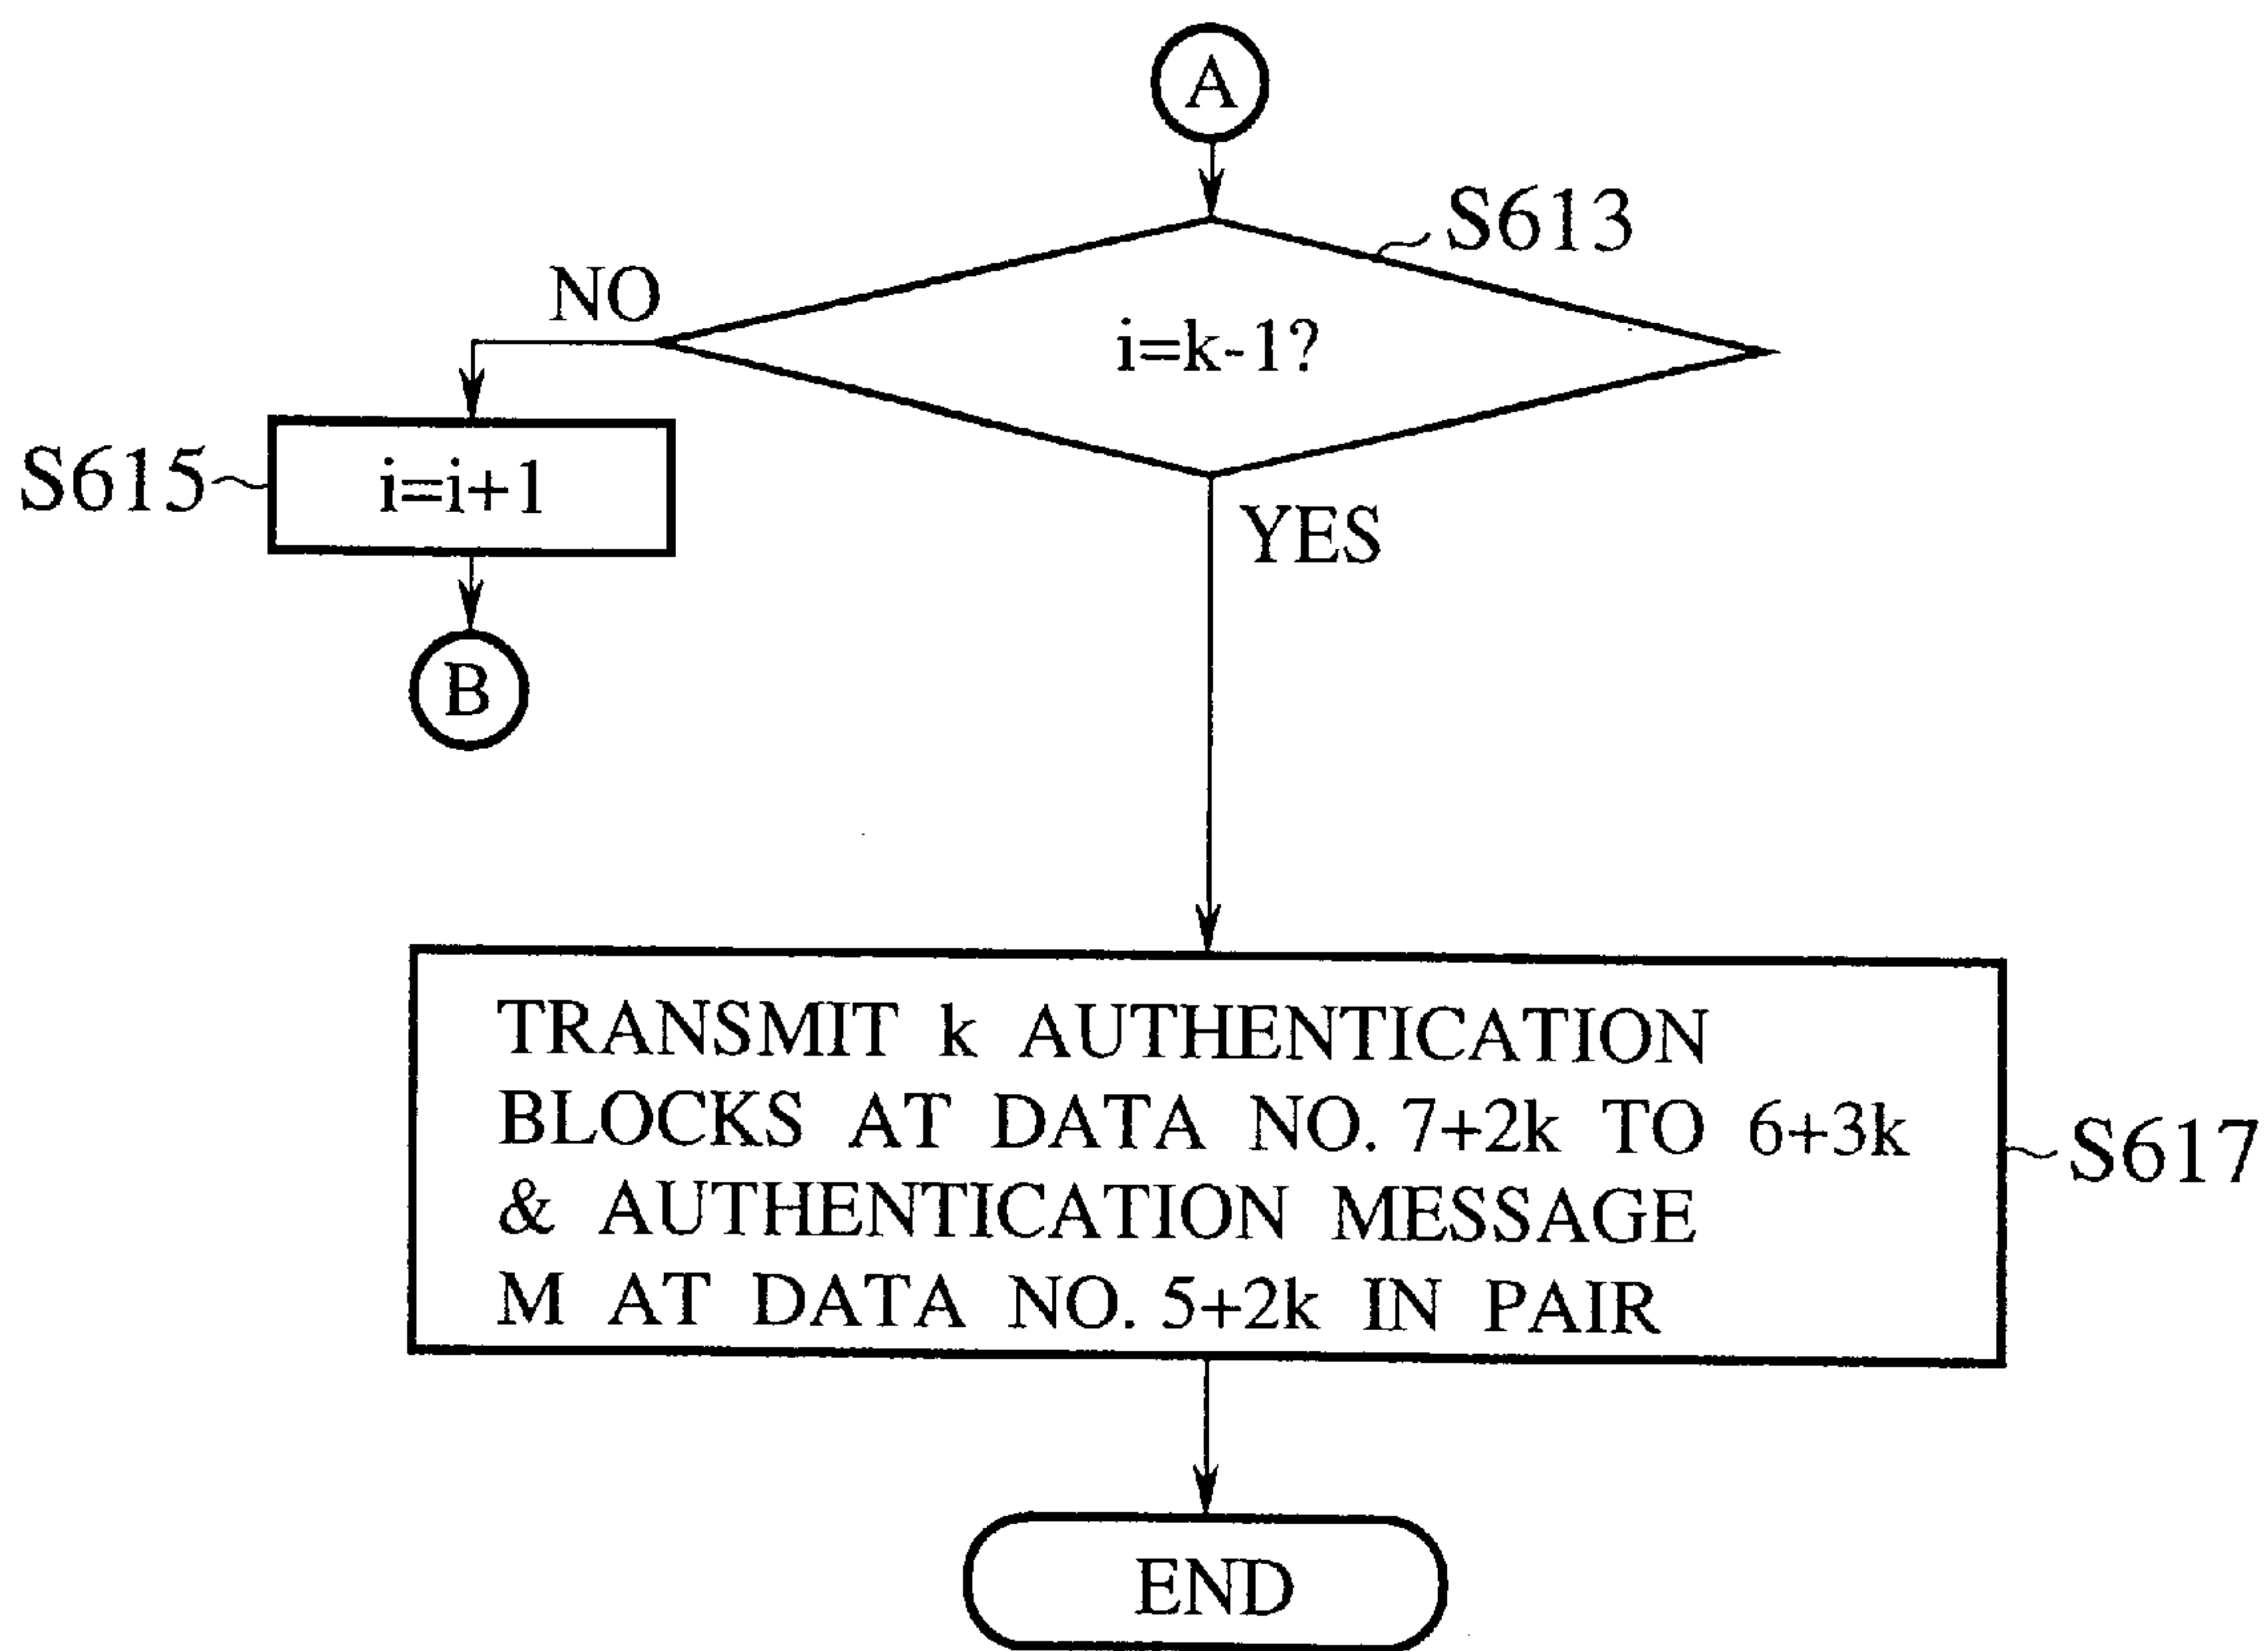 A
S613
NO
i=k-1?
S615
i=i+1
YES
B
TRANSMIT k AUTHENTICATION
BLOCKS AT DATA NO. 7+2k TO 6+3k
& AUTHENTICATION MESSAGE
M AT DATA NO. 5+2k IN PAIR
S617
END